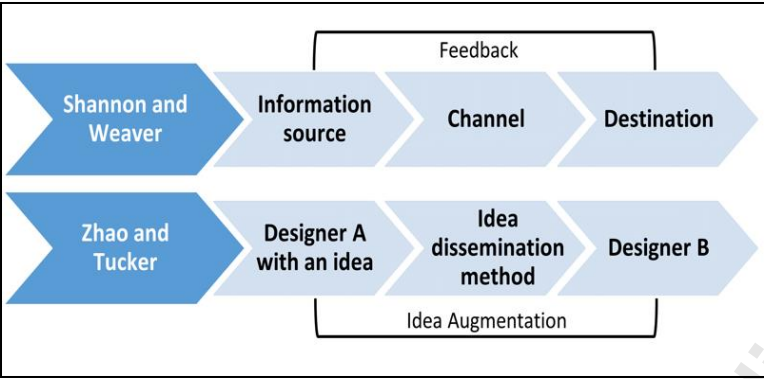 Feedback
Shannon and
Weaver
Information
source
Channel
Destination
Zhao and
Tucker
Designer A
with an idea
Idea
dissemination
method
Designer B
Idea Augmentation